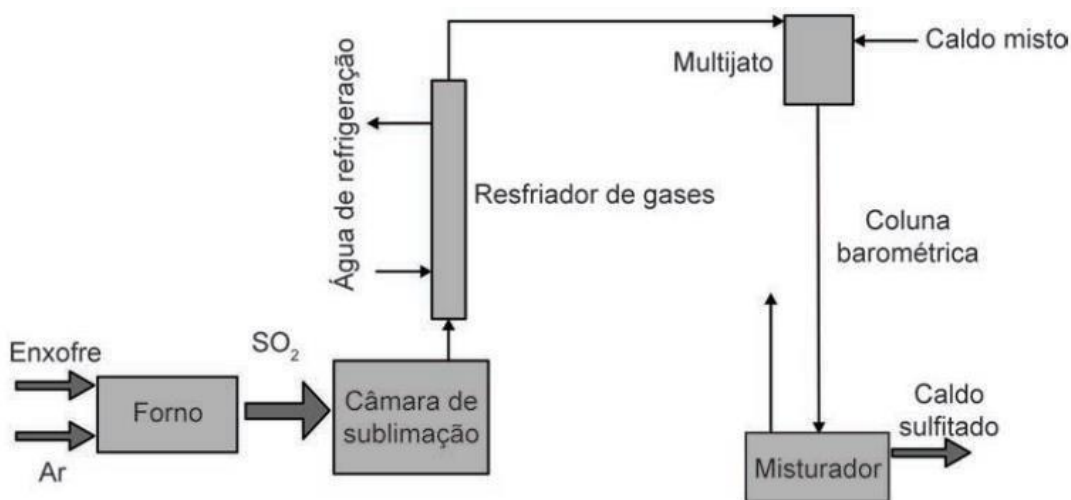 Multijato
Caldo misto
Água de refrigeração
Resfriador de gases
Coluna
barométrica
Enxofre
Ar
Forno
SO₂
Câmara de
sublimação
Misturador
Caldo
sulfitado